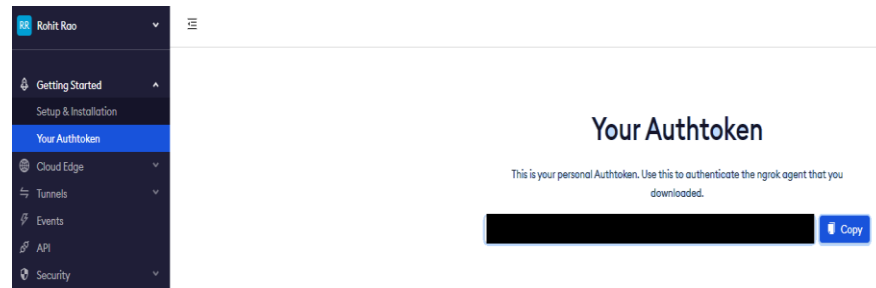 RR Rohit Rao
Getting Started
Setup & Installation
Your Authtoken
Cloud Edge
Tunnels
Events
API
Security
Your Authtoken
This is your personal Authtoken. Use this to authenticate the ngrok agent that you
downloaded.
Copy